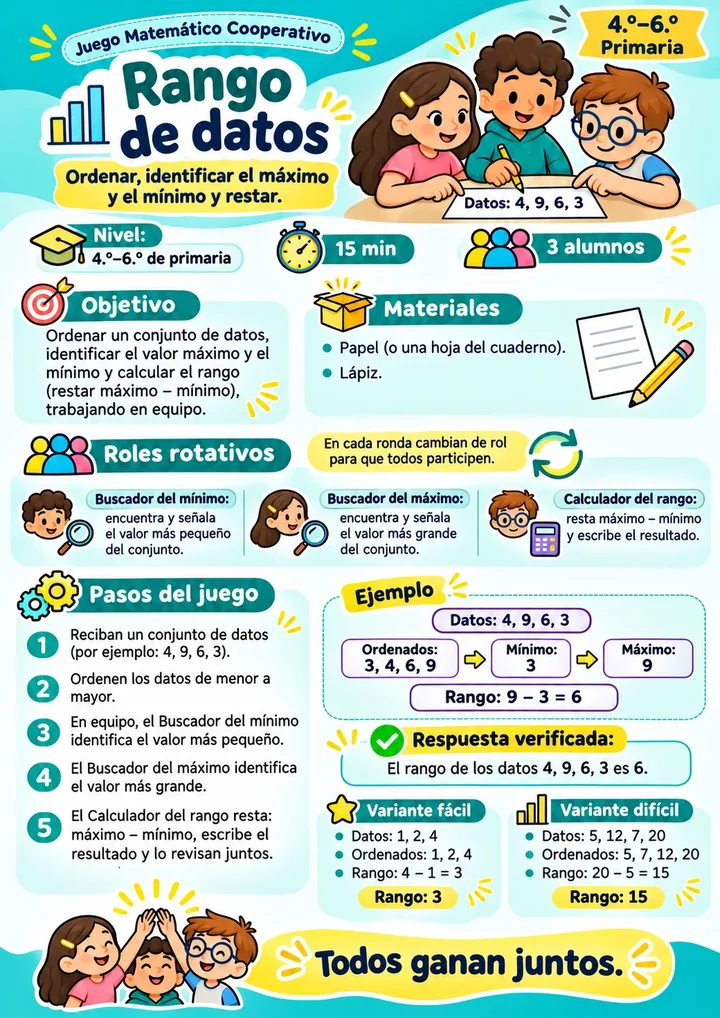 Juego Matemático Cooperativo
4.º–6.º
Primaria
Rango
de datos
Ordenar, identificar el máximo
y el mínimo y restar.
Datos: 4, 9, 6, 3
Nivel:
4.º–6.º de primaria
15 min
3 alumnos
Objetivo
Ordenar un conjunto de datos,
identificar el valor máximo y el
mínimo y calcular el rango
(restar máximo – mínimo),
trabajando en equipo.
Materiales
• Papel (o una hoja del cuaderno).
• Lápiz.
Roles rotativos
En cada ronda cambian de rol
para que todos participen.
Buscador del mínimo:
encuentra y señala
el valor más pequeño
del conjunto.
Buscador del máximo:
encuentra y señala
el valor más grande
del conjunto.
Calculador del rango:
resta máximo – mínimo
y escribe el resultado.
Pasos del juego
1 Reciban un conjunto de datos
(por ejemplo: 4, 9, 6, 3).
2 Ordenen los datos de menor a
mayor.
3 En equipo, el Buscador del mínimo
identifica el valor más pequeño.
4 El Buscador del máximo identifica
el valor más grande.
5 El Calculador del rango resta:
máximo – mínimo, escribe el
resultado y lo revisan juntos.
Ejemplo
Datos: 4, 9, 6, 3
Ordenados:
3, 4, 6, 9
Mínimo:
3
Máximo:
9
Rango: 9 – 3 = 6
Respuesta verificada:
El rango de los datos 4, 9, 6, 3 es 6.
Variante fácil
• Datos: 1, 2, 4
• Ordenados: 1, 2, 4
• Rango: 4 – 1 = 3
Rango: 3
Variante difícil
• Datos: 5, 12, 7, 20
• Ordenados: 5, 7, 12, 20
• Rango: 20 – 5 = 15
Rango: 15
Todos ganan juntos.